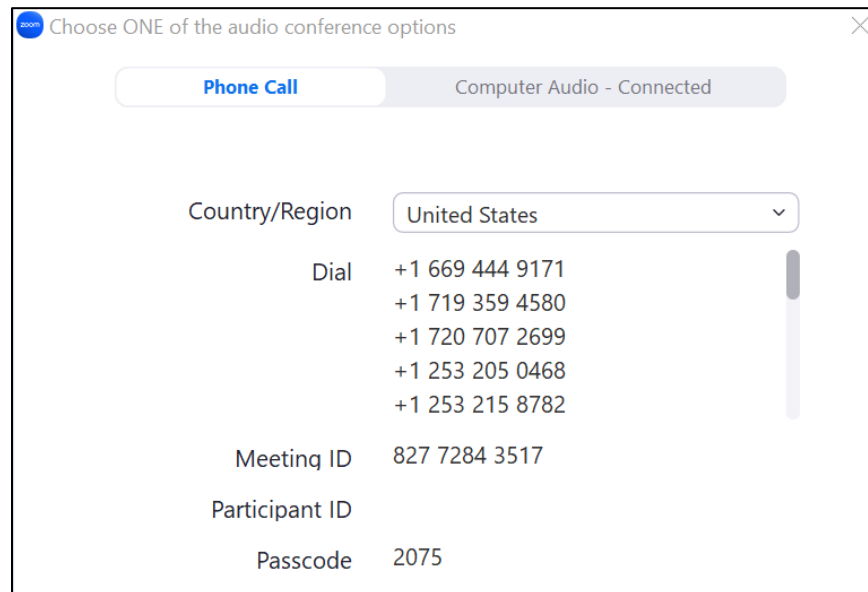 zoom Choose ONE of the audio conference options
Phone Call Computer Audio - Connected
Country/Region United States
Dial +1 669 444 9171
+1 719 359 4580
+1 720 707 2699
+1 253 205 0468
+1 253 215 8782
Meeting ID 827 7284 3517
Participant ID
Passcode 2075